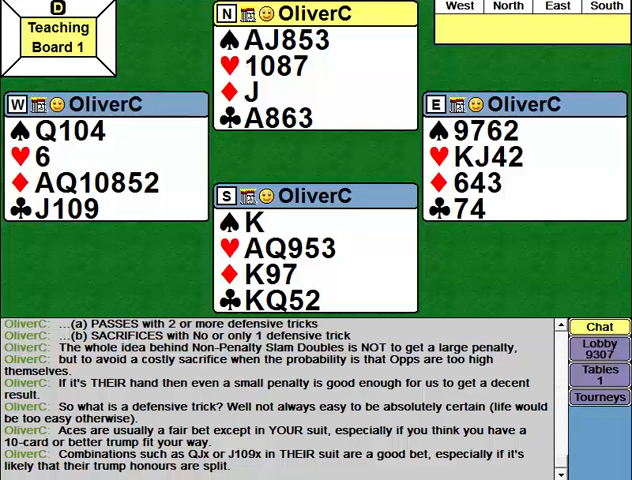 D
Teaching
Board 1
N OliverC
♠ AJ853
♥ 1087
♦ J
♣ A863
West North East South
W OliverC
♠ Q104
♥ 6
♦ AQ10852
♣ J109
E OliverC
♠ 9762
♥ KJ42
♦ 643
♣ 74
S OliverC
♠ K
♥ AQ953
♦ K97
♣ KQ52
OliverC: ...(a) PASSES with 2 or more defensive tricks
OliverC: ...(b) SACRIFICES with No or only 1 defensive trick
OliverC: The whole idea behind Non-Penalty Slam Doubles is NOT to get a large penalty,
OliverC: but to avoid a costly sacrifice when the probability is that Opps are too high
themselves.
OliverC: If it's THEIR hand then even a small penalty is good enough for us to get a decent
result.
OliverC: So what is a defensive trick? Well not always easy to be absolutely certain (life would
be too easy otherwise).
OliverC: Aces are usually a fair bet except in YOUR suit, especially if you think you have a
10-card or better trump fit your way.
OliverC: Combinations such as QJx or J109x in THEIR suit are a good bet, especially if it's
likely that their trump honours are split.
Chat
Lobby
9307
Tables
1
Tourneys